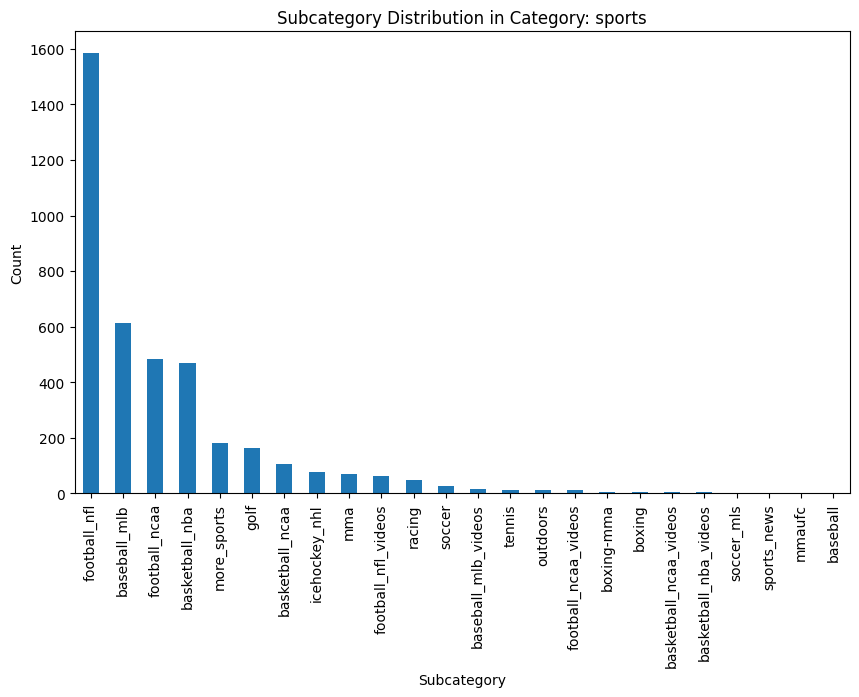 Subcategory Distribution in Category: sports
1600
1400
1200
1000
800
600
400
200
0
Count
football_nfl
baseball_mlb
football_ncaa
basketball_nba
more_sports
golf
basketball_ncaa
icehockey_nhl
mma
football_nfl_videos
racing
soccer
baseball_mlb_videos
tennis
outdoors
football_ncaa_videos
boxing-mma
boxing
basketball_ncaa_videos
basketball_nba_videos
soccer_mls
sports_news
mmaufc
baseball
Subcategory